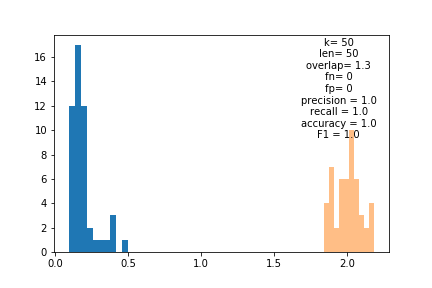 k= 50
len= 50
overlap= 1.3
fn= 0
fp= 0
precision = 1.0
recall = 1.0
accuracy = 1.0
F1 = 1.0
16
14
12
10
8
6
4
2
0
0.0 0.5 1.0 1.5 2.0